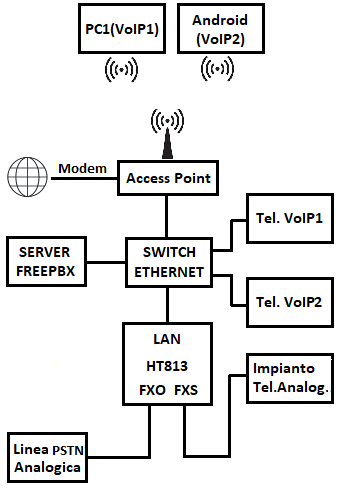 PC1(VoIP1)
Android
(VoIP2)
Modem
Access Point
Tel. VoIP1
SERVER
FREEPBX
SWITCH
ETHERNET
Tel. VoIP2
LAN
HT813
FXO FXS
Impianto
Tel.Analog..
Linea PSTN
Analogica